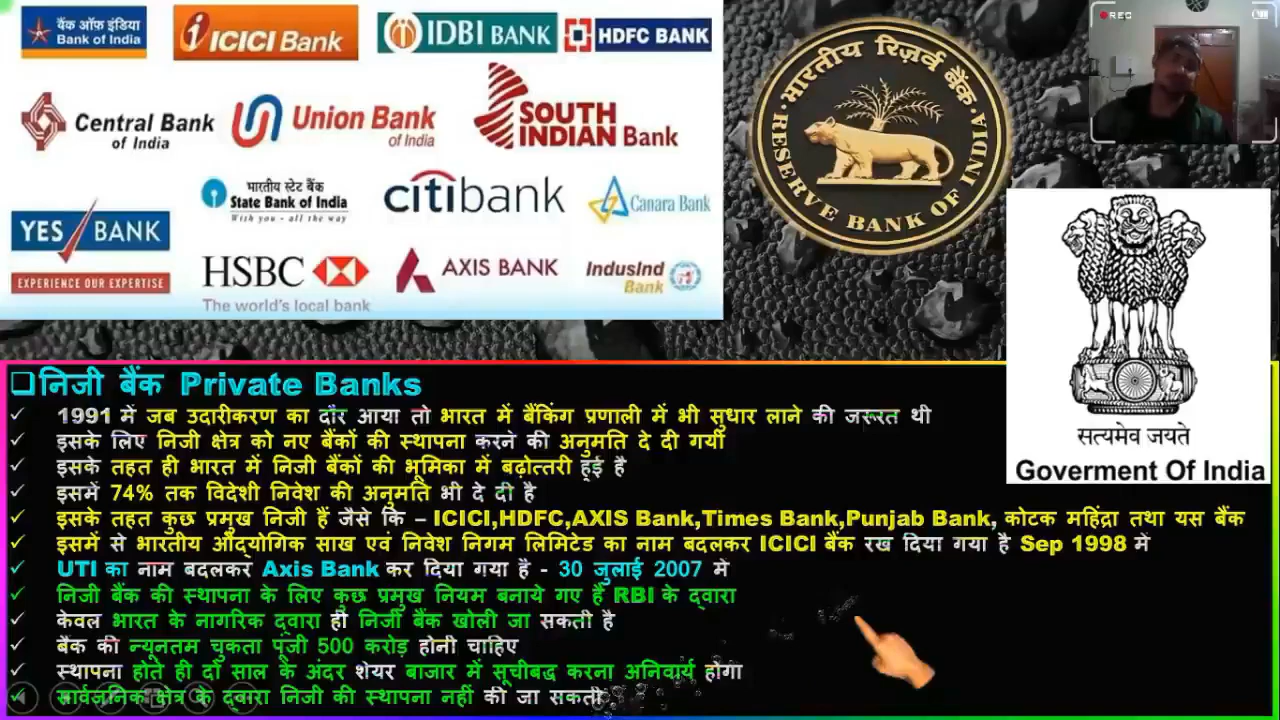 बैंक ऑफ इंडिया
Bank of India
ICICI Bank
IDBI BANK
HDFC BANK
Central Bank
of India
Union Bank
of India
SOUTH
INDIAN Bank
YES BANK
EXPERIENCE OUR EXPERTISE
भारतीय स्टेट बैंक
State Bank of India
With you - all the way
citibank
Canara Bank
HSBC
The world's local bank
AXIS BANK
IndusInd
Bank
भारतीय रिज़र्व बैंक
RESERVE BANK OF INDIA
REC
सत्यमेव जयते
Goverment Of India
निजी बैंक Private Banks
1991 में जब उदारीकरण का दौर आया तो भारत में बैंकिंग प्रणाली में भी सुधार लाने की जरूरत थी
इसके लिए निजी क्षेत्र को नए बैंकों की स्थापना करने की अनुमति दे दी गयी
इसके तहत ही भारत में निजी बैंकों की भूमिका में बढ़ोत्तरी हुई है
इसमें 74% तक विदेशी निवेश की अनुमति भी दे दी है
इसके तहत कुछ प्रमुख निजी हैं जैसे कि – ICICI,HDFC,AXIS Bank,Times Bank,Punjab Bank, कोटक महिंद्रा तथा यस बैंक
इसमें से भारतीय औद्योगिक साख एवं निवेश निगम लिमिटेड का नाम बदलकर ICICI बैंक रख दिया गया है Sep 1998 में
UTI का नाम बदलकर Axis Bank कर दिया गया है - 30 जुलाई 2007 मे
निजी बैंक की स्थापना के लिए कुछ प्रमुख नियम बनाये गए हैं RBI के द्वारा
केवल भारत के नागरिक द्वारा ही निजी बैंक खोली जा सकती है
बैंक की न्यूनतम चुकता पूंजी 500 करोड़ होनी चाहिए
स्थापना होते ही दो साल के अंदर शेयर बाजार में सूचीबद्ध करना अनिवार्य होगा
सार्वजनिक क्षेत्र के द्वारा निजी की स्थापना नहीं की जा सकती